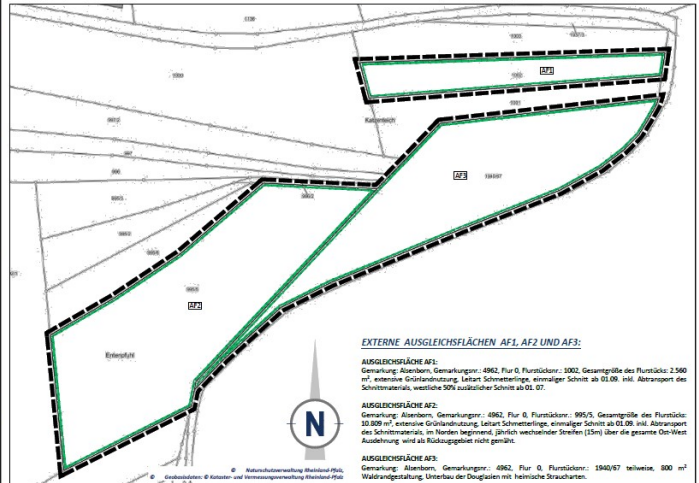 AF1
AF3
1940/67
AF2
Entersfuhl
N
EXTERNE AUSGLEICHSFLÄCHEN AF1, AF2 UND AF3:
AUSGLEICHSFLÄCHE AF1:
Gemarkung: Alsenborn, Gemarkungsnr.: 4962, Flur 0, Flurstücksnr.: 1002, Gesamtgröße des Flurstücks: 2.560
m², extensive Grünlandnutzung, Leitart Schmetterlinge, einmaliger Schnitt ab 01.09. inkl. Abtransport des
Schnittmaterials, westliche 50% zusätzlicher Schnitt ab 01. 07.
AUSGLEICHSFLÄCHE AF2:
Gemarkung: Alsenborn, Gemarkungsnr.: 4962, Flur 0, Flurstücksnr.: 995/5, Gesamtgröße des Flurstücks:
10.809 m², extensive Grünlandnutzung, Leitart Schmetterlinge, einmaliger Schnitt ab 01.09. inkl. Abtransport
des Schnittmaterials, im Norden beginnend, jährlich wechselnder Streifen (15m) über die gesamte Ost-West
Ausdehnung wird als Rückzugsgebiet nicht gemäht.
AUSGLEICHSFLÄCHE AF3:
Gemarkung: Alsenborn, Gemarkungsnr.: 4962, Flur 0, Flurstücksnr.: 1940/67 teilweise, 800 m²
Waldrandgestaltung, Unterbau der Douglasien mit heimische Straucharten.
© Naturschutzverwaltung Rheinland-Pfalz,
© Geobasisdaten: © Kataster- und Vermessungsverwaltung Rheinland-Pfalz